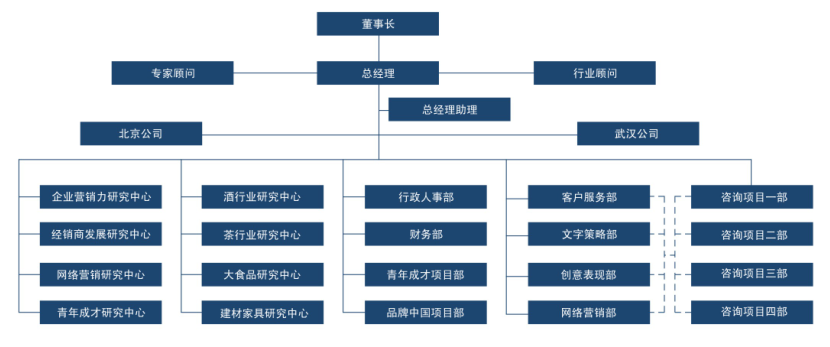 董事长
专家顾问
总经理
行业顾问
总经理助理
北京公司
武汉公司
企业营销力研究中心
酒行业研究中心
行政人事部
客户服务部
咨询项目一部
经销商发展研究中心
茶行业研究中心
财务部
文字策略部
咨询项目二部
网络营销研究中心
大食品研究中心
青年成才项目部
创意表现部
咨询项目三部
青年成才研究中心
建材家具研究中心
品牌中国项目部
网络营销部
咨询项目四部